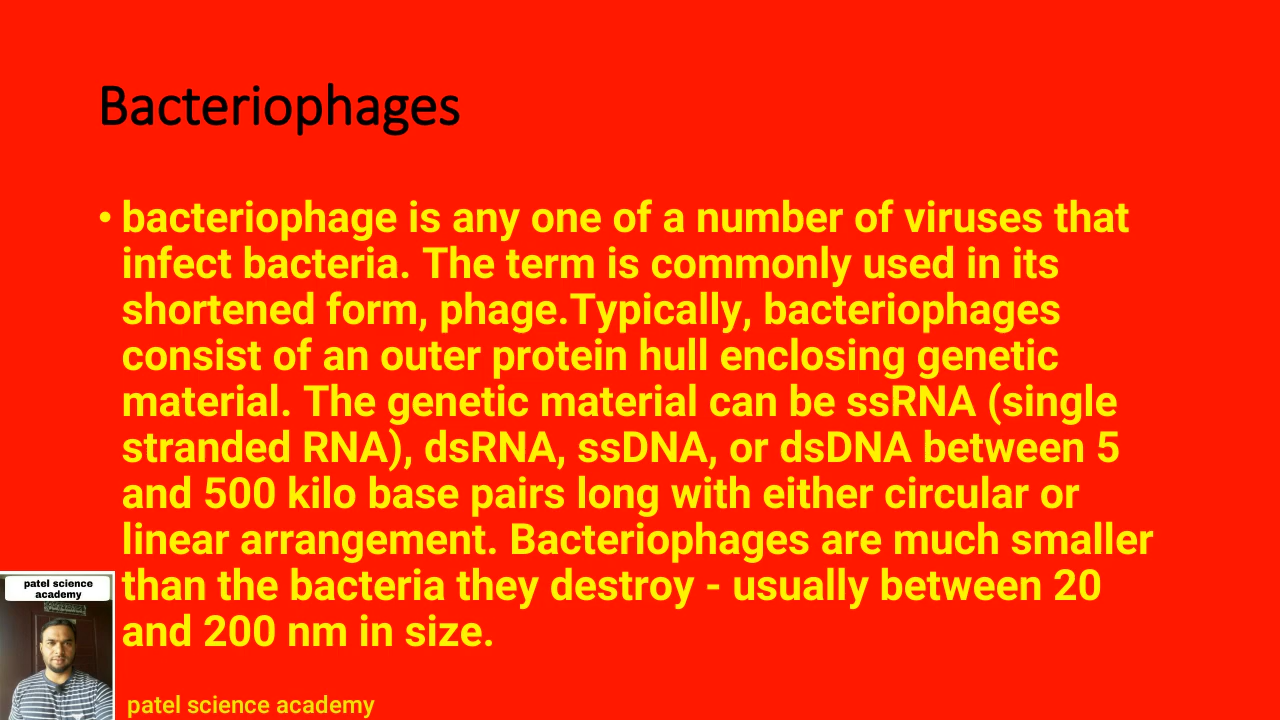 Bacteriophages
• bacteriophage is any one of a number of viruses that
infect bacteria. The term is commonly used in its
shortened form, phage.Typically, bacteriophages
consist of an outer protein hull enclosing genetic
material. The genetic material can be ssRNA (single
stranded RNA), dsRNA, ssDNA, or dsDNA between 5
and 500 kilo base pairs long with either circular or
linear arrangement. Bacteriophages are much smaller
than the bacteria they destroy - usually between 20
and 200 nm in size.
patel science
academy
patel science academy